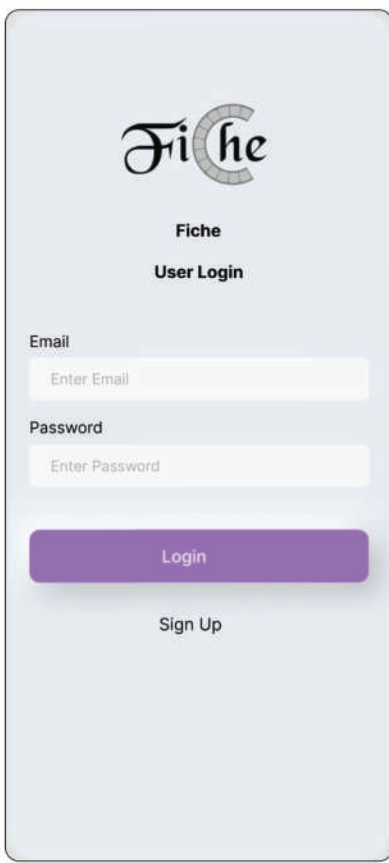 FiChe
Fiche
User Login
Email
Enter Email
Password
Enter Password
Login
Sign Up